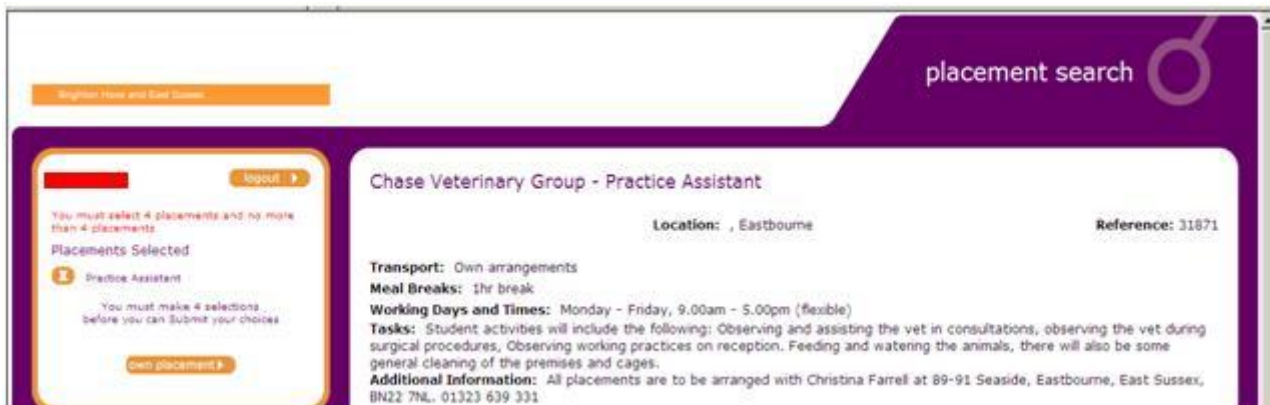 placement search
Brighton Hove and East Sussex
logout
You must select 4 placements and no more
than 4 placements
Placements Selected
Practice Assistant
You must make 4 selections
before you can Submit your choices
own placement
Chase Veterinary Group - Practice Assistant
Location: , Eastbourne
Reference: 31871
Transport: Own arrangements
Meal Breaks: 1hr break
Working Days and Times: Monday - Friday, 9.00am - 5.00pm (flexible)
Tasks: Student activities will include the following: Observing and assisting the vet in consultations, observing the vet during
surgical procedures, Observing working practices on reception. Feeding and watering the animals, there will also be some
general cleaning of the premises and cages.
Additional Information: All placements are to be arranged with Christina Farrell at 89-91 Seaside, Eastbourne, East Sussex,
BN22 7NL. 01323 639 331